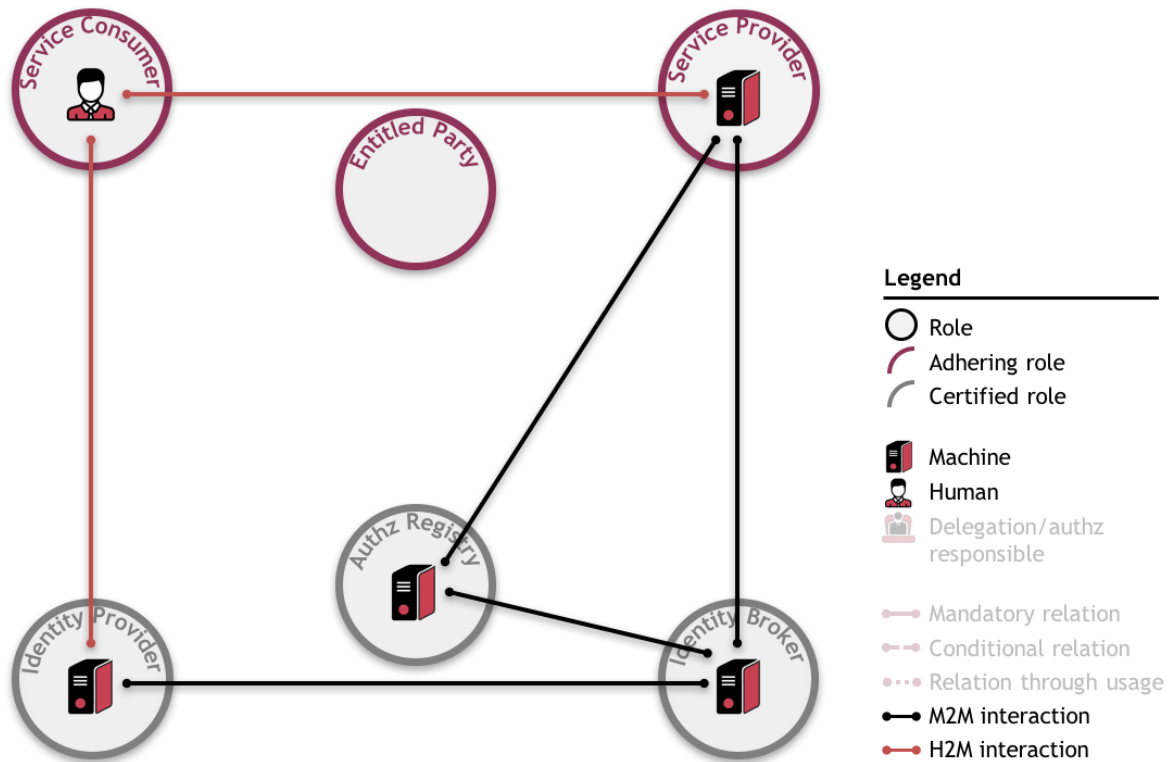 Service Consumer
Service Provider
Entitled Party
Authz Registry
Identity Provider
Identity Broker
Legend
Role
Adhering role
Certified role
Machine
Human
Delegation/authz
responsible
Mandatory relation
Conditional relation
Relation through usage
M2M interaction
H2M interaction